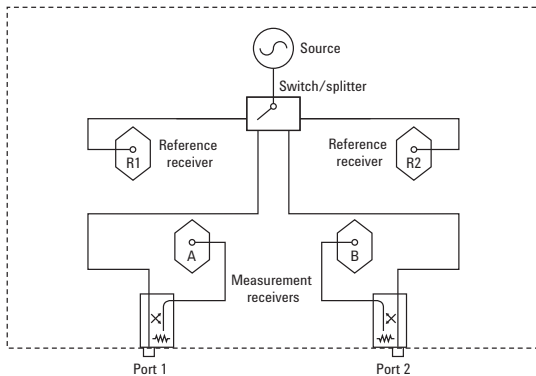 Source
Switch/splitter
Reference
receiver
R1
Reference
receiver
R2
A
B
Measurement
receivers
Port 1
Port 2